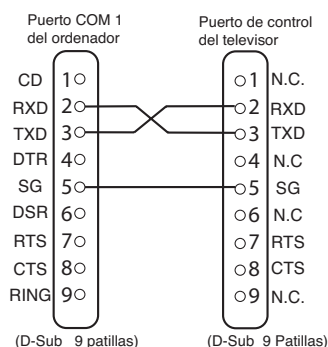 Puerto COM 1
del ordenador
Puerto de control
del televisor
CD 1 1 N.C.
RXD 2 2 RXD
TXD 3 3 TXD
DTR 4 4 N.C
SG 5 5 SG
DSR 6 6 N.C
RTS 7 7 RTS
CTS 8 8 CTS
RING 9 9 N.C.
(D-Sub 9 patillas) (D-Sub 9 Patillas)